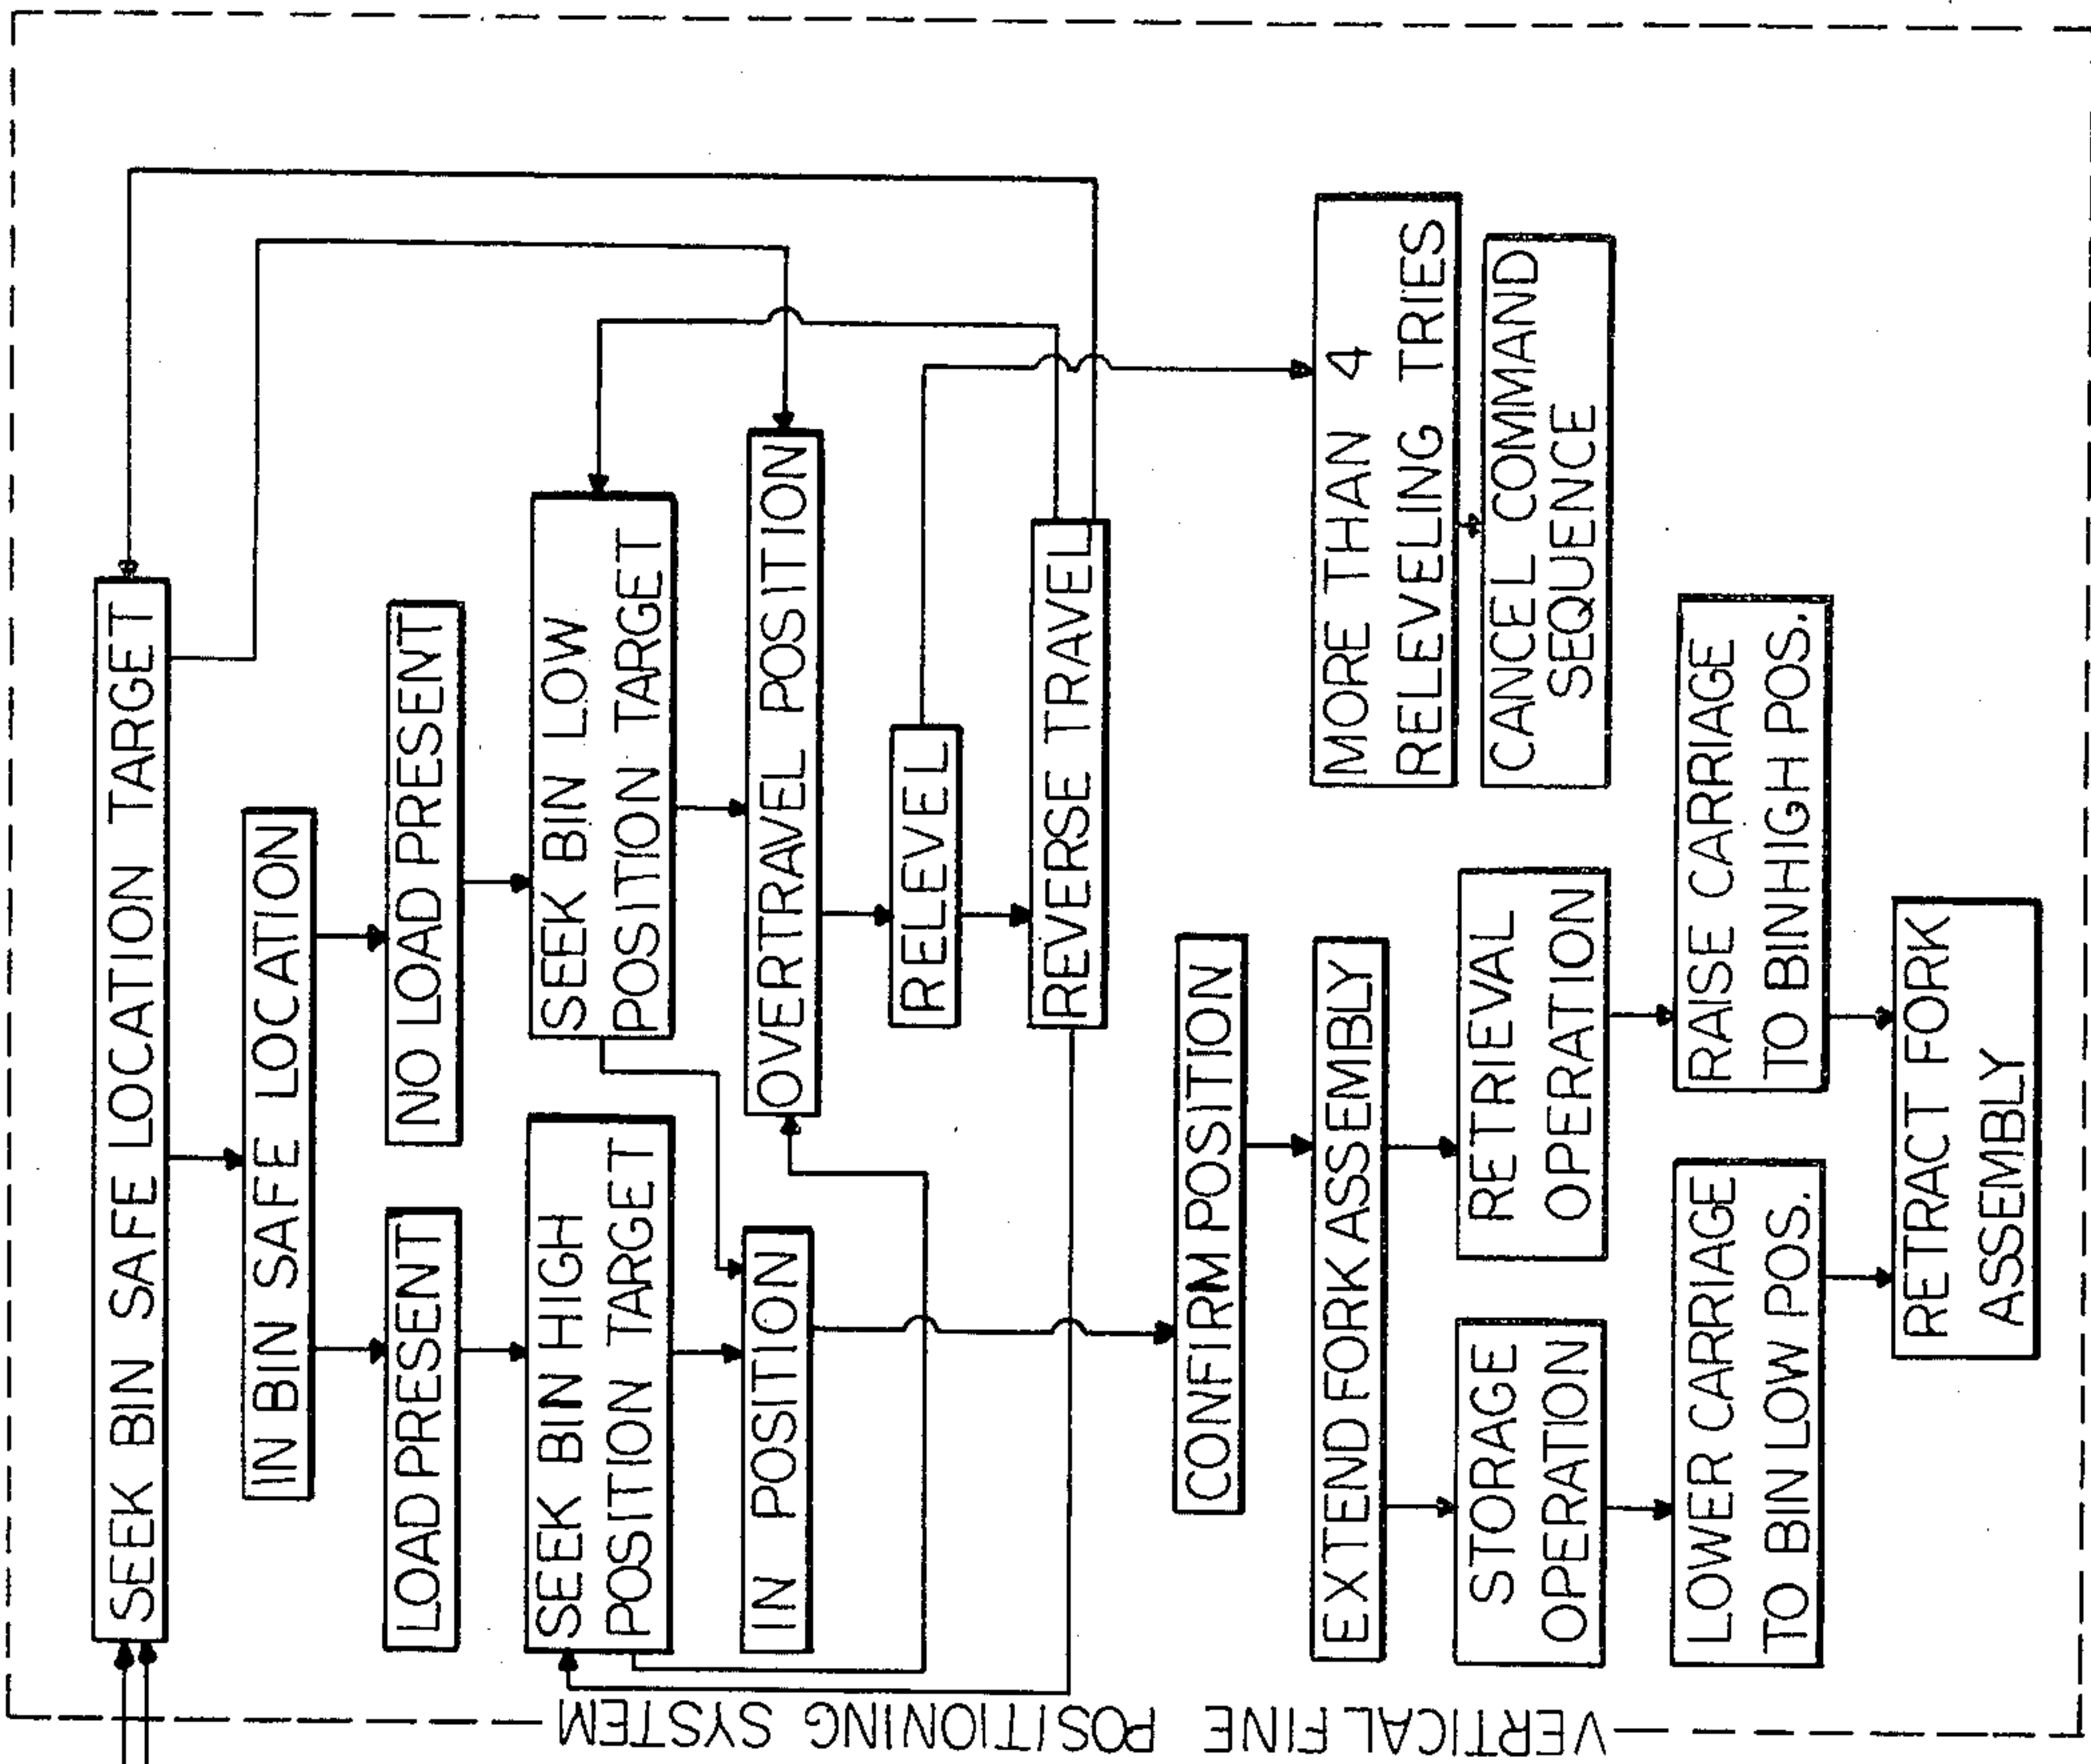 SEEK BIN SAFE LOCATION TARGET
IN BIN SAFE LOCATION
LOAD PRESENT
NO LOAD PRESENT
SEEK BIN HIGH
POSITION TARGET
SEEK BIN LOW
POSITION TARGET
IN POSITION
OVERTRAVEL POSITION
RELEVEL
REVERSE TRAVEL
CONFIRM POSITION
EXTEND FORK ASSEMBLY
MORE THAN 4
RELEVELING TRIES
CANCEL COMMAND
SEQUENCE
STORAGE
OPERATION
RETRIEVAL
OPERATION
LOWER CARRIAGE
TO BIN LOW POS.
RAISE CARRIAGE
TO BINHIGH POS.
RETRACT FORK
ASSEMBLY
VERTICAL FINE POSITIONING SYSTEM